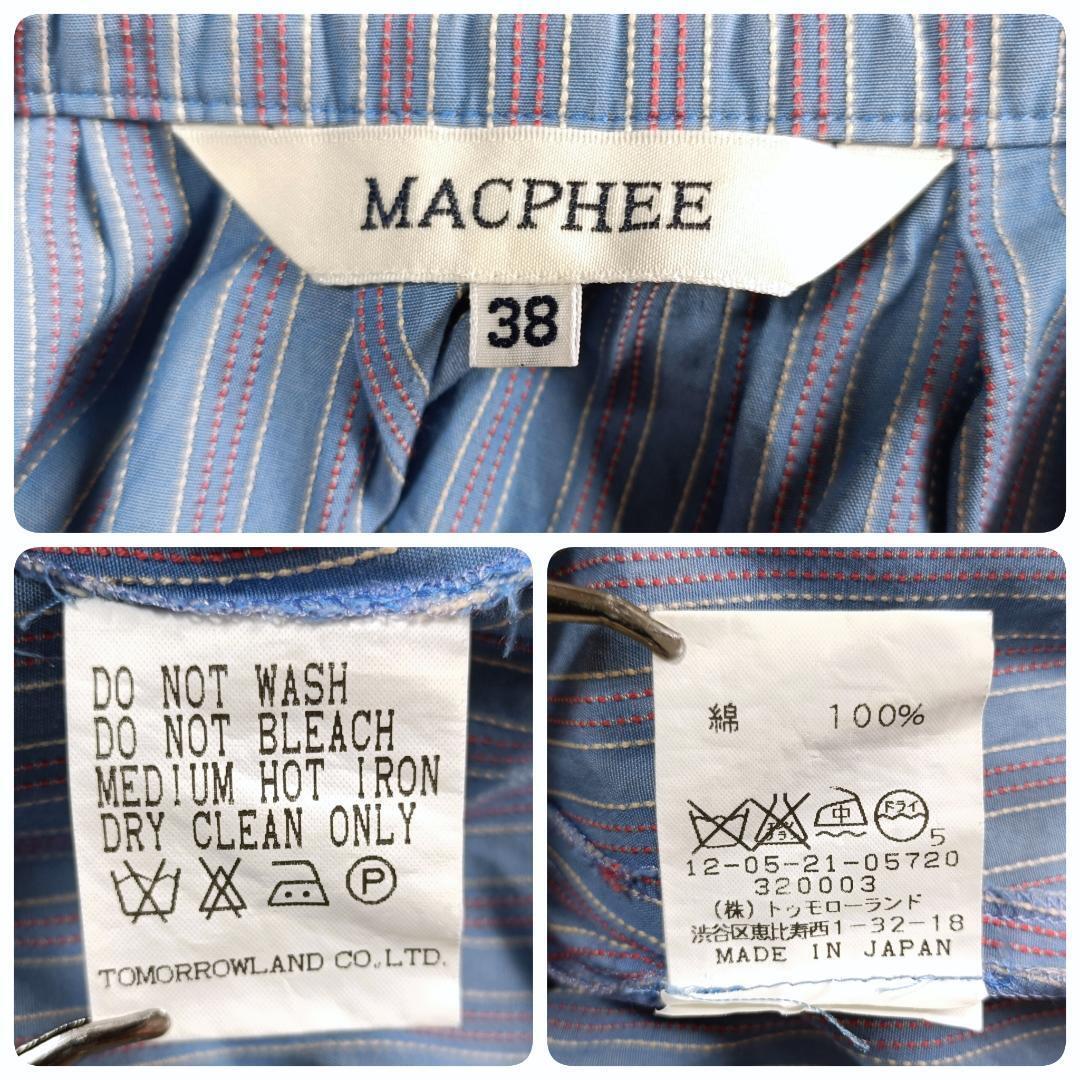 MACPHEE
38
DO NOT WASH
DO NOT BLEACH
MEDIUM HOT IRON
DRY CLEAN ONLY
P
TOMORROWLAND CO.,LTD.
綿 100%
中 ドライ
5
12-05-21-05720
320003
(株)トゥモローランド
渋谷区恵比寿西1-32-18
MADE IN JAPAN